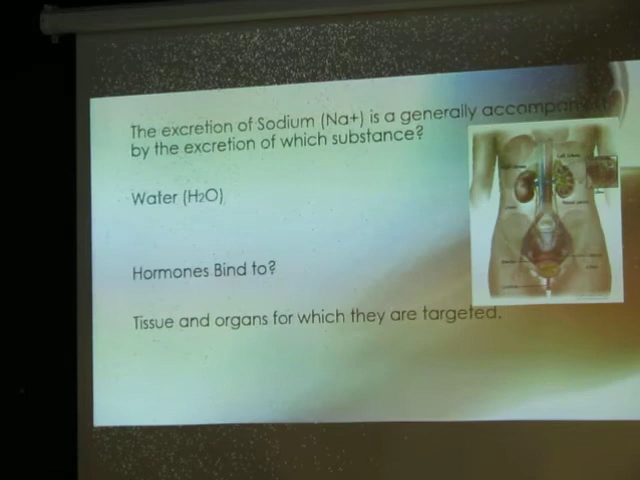 The excretion of Sodium (Na+) is a generally accompanied
by the excretion of which substance?
Water (H2O)
Hormones Bind to?
Tissue and organs for which they are targeted.